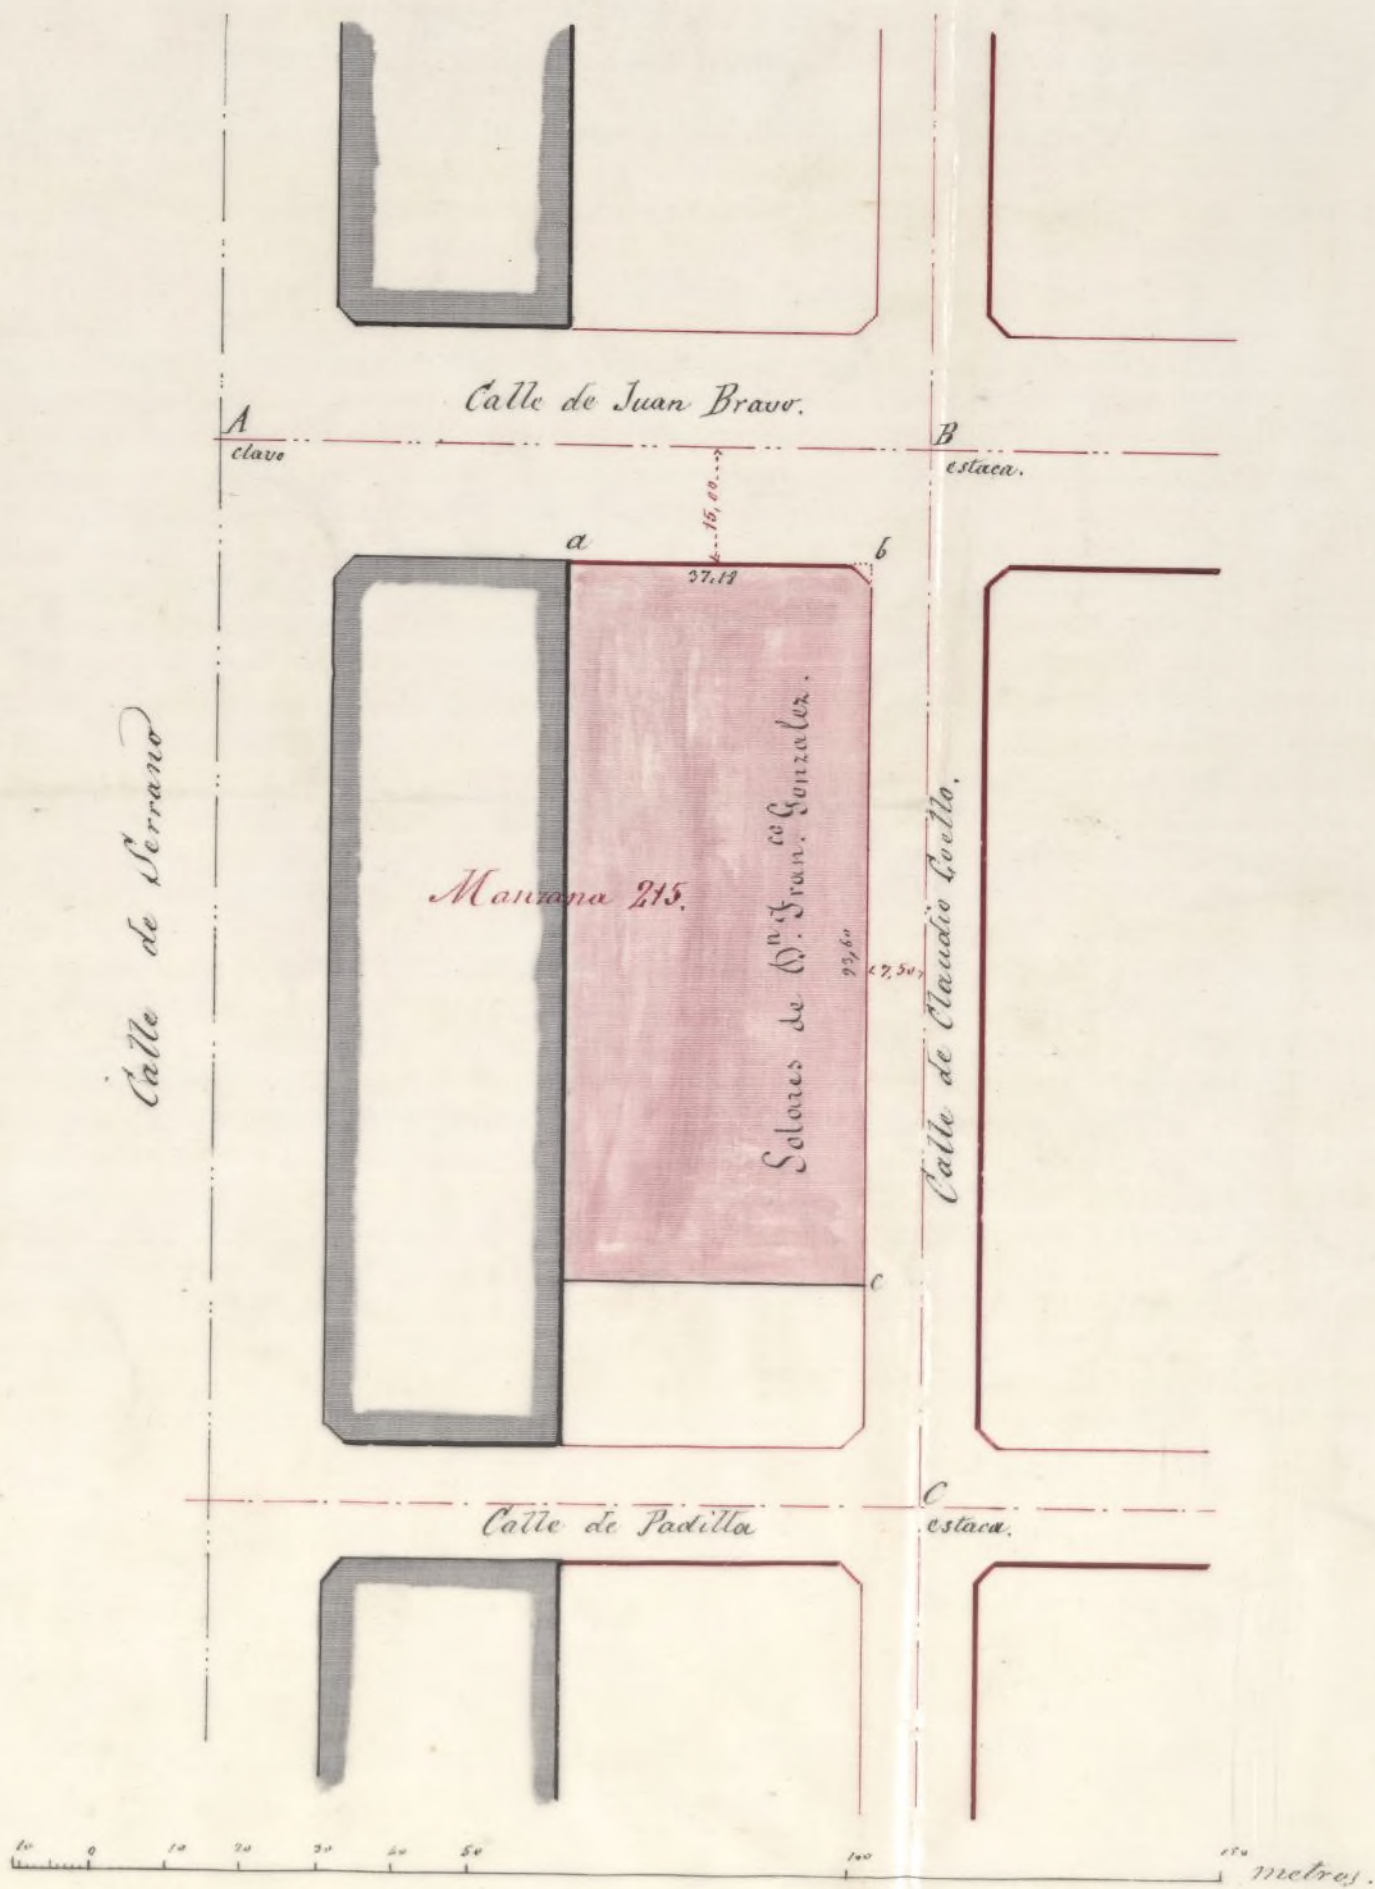 Calle de Juan Bravo.
A
clavo
B
estaca.
15,00
a
b
37,18
Calle de Serrano
Manzana 215.
Solares de Dn. Franco. Gonzalez.
93,60
7,50
Calle de Claudio Coello.
c
C
estaca.
Calle de Padilla
10 0 10 20 30 40 50 100 150 metros.